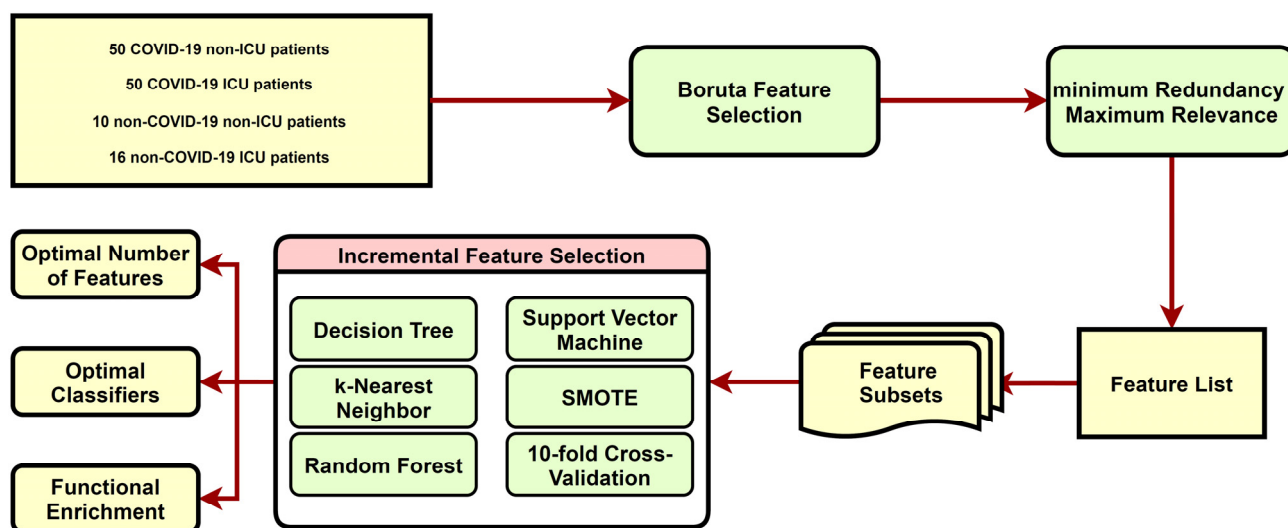 50 COVID-19 non-ICU patients
50 COVID-19 ICU patients
10 non-COVID-19 non-ICU patients
16 non-COVID-19 ICU patients
Boruta Feature
Selection
minimum Redundancy
Maximum Relevance
Feature List
Feature
Subsets
Incremental Feature Selection
Decision Tree
Support Vector
Machine
k-Nearest
Neighbor
SMOTE
Random Forest
10-fold Cross-
Validation
Optimal Number
of Features
Optimal
Classifiers
Functional
Enrichment